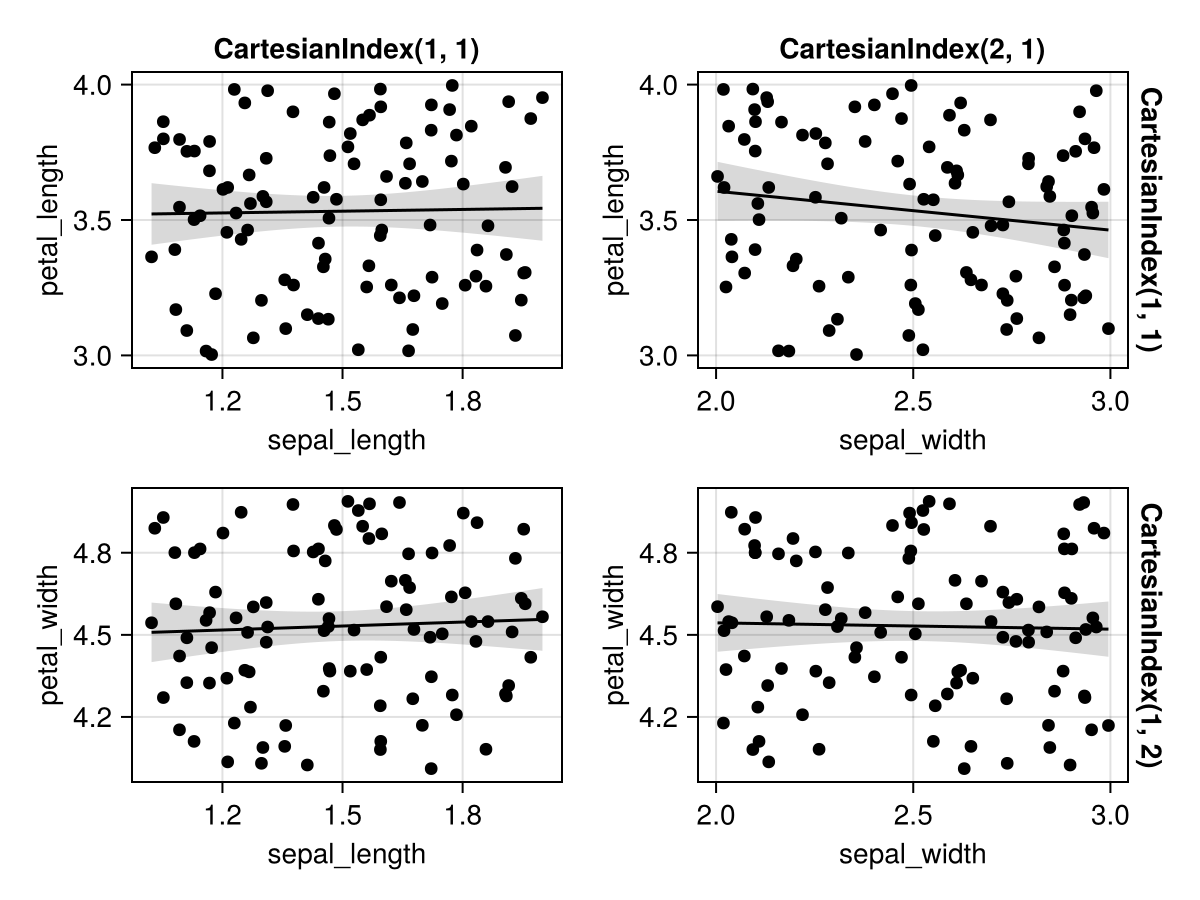 CartesianIndex(1, 1)
CartesianIndex(2, 1)
4.0
3.5
3.0
petal_length
1.2 1.5 1.8
sepal_length
4.0
3.5
3.0
petal_length
2.0 2.5 3.0
sepal_width
CartesianIndex(1, 1)
4.8
4.5
4.2
petal_width
1.2 1.5 1.8
sepal_length
4.8
4.5
4.2
petal_width
2.0 2.5 3.0
sepal_width
CartesianIndex(1, 2)